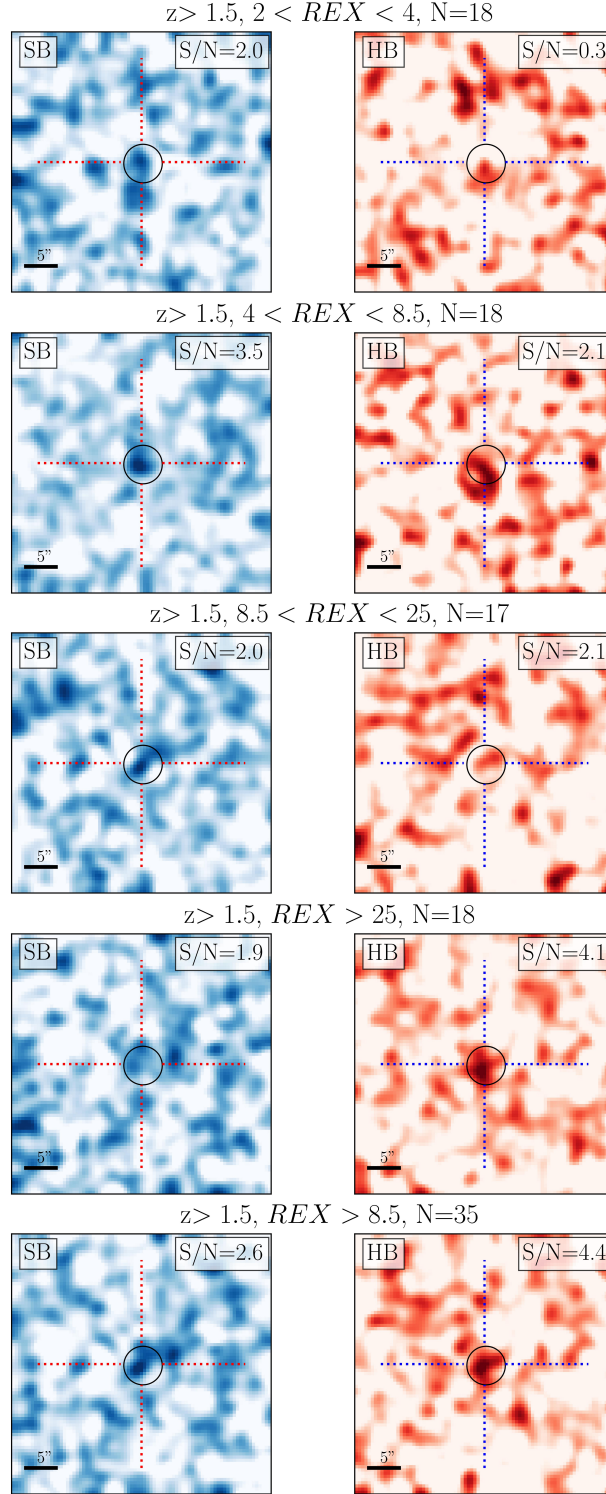 z> 1.5, 2 < REX < 4, N=18
SB S/N=2.0 HB S/N=0.3
5" 5"
z> 1.5, 4 < REX < 8.5, N=18
SB S/N=3.5 HB S/N=2.1
5" 5"
z> 1.5, 8.5 < REX < 25, N=17
SB S/N=2.0 HB S/N=2.1
5" 5"
z> 1.5, REX > 25, N=18
SB S/N=1.9 HB S/N=4.1
5" 5"
z> 1.5, REX > 8.5, N=35
SB S/N=2.6 HB S/N=4.4
5" 5"